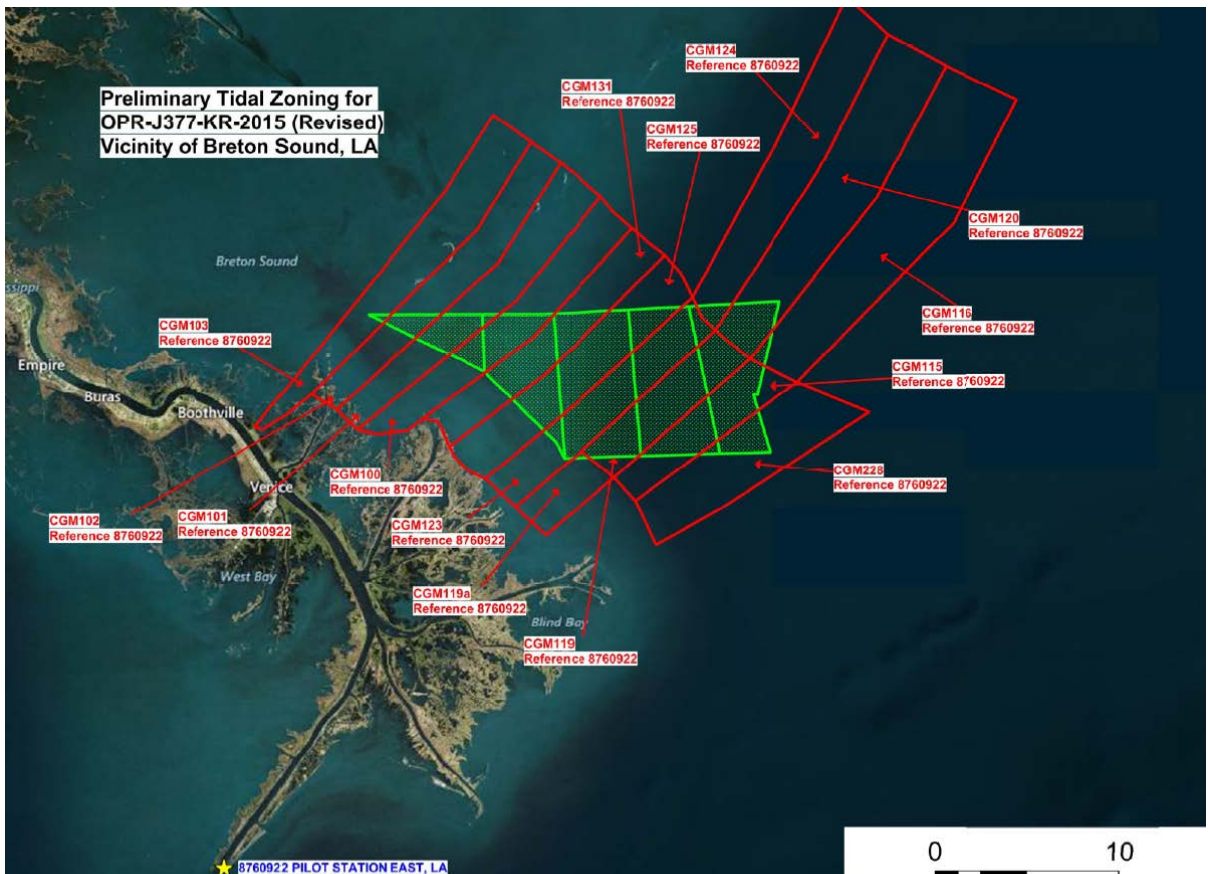 Preliminary Tidal Zoning for
OPR-J377-KR-2015 (Revised)
Vicinity of Breton Sound, LA
CGM124
Reference 8760922
CGM131
Reference 8760922
CGM125
Reference 8760922
CGM120
Reference 8760922
Breton Sound
ssippi
CGM116
Reference 8760922
CGM103
Reference 8760922
Empire
CGM115
Reference 8760922
Buras
Boothville
CGM100
Reference 8760922
CGM228
Reference 8760922
Venice
CGM102
Reference 8760922
CGM101
Reference 8760922
CGM123
Reference 8760922
West Bay
CGM119a
Reference 8760922
Blind Bay
CGM119
Reference 8760922
0 10
8760922 PILOT STATION EAST, LA